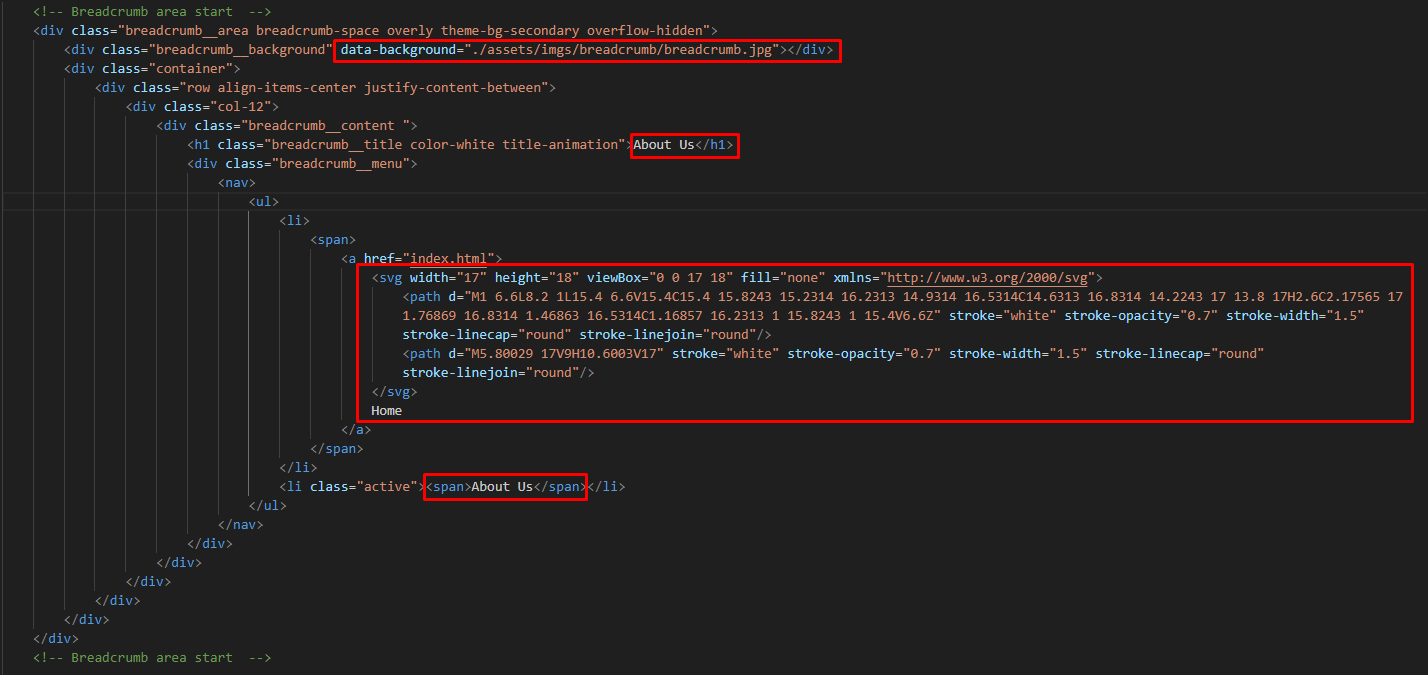 <!-- Breadcrumb area start  -->
<div class="breadcrumb__area breadcrumb-space overly theme-bg-secondary overflow-hidden">
<div class="breadcrumb__background" data-background="./assets/imgs/breadcrumb/breadcrumb.jpg"></div>
<div class="container">
<div class="row align-items-center justify-content-between">
<div class="col-12">
<div class="breadcrumb__content ">
<h1 class="breadcrumb__title color-white title-animation">About Us</h1>
<div class="breadcrumb__menu">
<nav>
<ul>
<li>
<span>
<a href="index.html">
<svg width="17" height="18" viewBox="0 0 17 18" fill="none" xmlns="http://www.w3.org/2000/svg">
<path d="M1 6.6L8.2 1L15.4 6.6V15.4C15.4 15.8243 15.2314 16.2313 14.9314 16.5314C14.6313 16.8314 14.2243 17 13.8 17H2.6C2.17565 17
1.76869 16.8314 1.46863 16.5314C1.16857 16.2313 1 15.8243 1 15.4V6.6Z" stroke="white" stroke-opacity="0.7" stroke-width="1.5"
stroke-linecap="round" stroke-linejoin="round"/>
<path d="M5.80029 17V9H10.6003V17" stroke="white" stroke-opacity="0.7" stroke-width="1.5" stroke-linecap="round"
stroke-linejoin="round"/>
</svg>
Home
</a>
</span>
</li>
<li class="active"><span>About Us</span></li>
</ul>
</nav>
</div>
</div>
</div>
</div>
</div>
</div>
<!-- Breadcrumb area start  -->